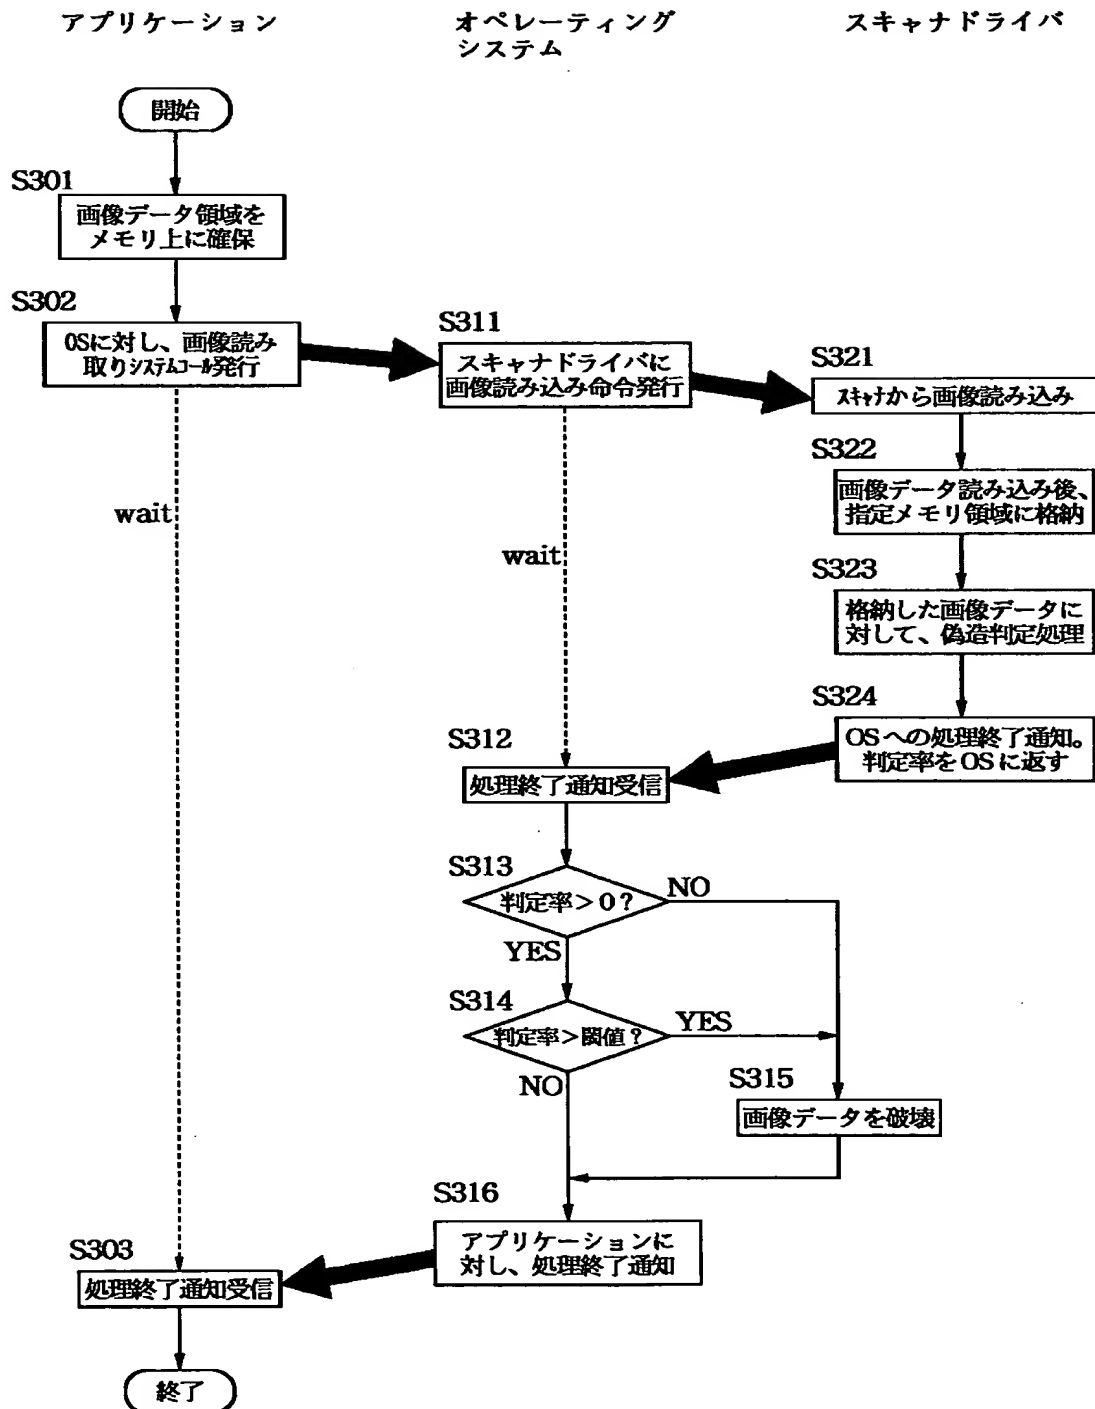 アプリケーション
オペレーティング
システム
スキャナドライバ
開始
S301
画像データ領域を
メモリ上に確保
S302
OSに対し、画像読み
取りシステムコール発行
S311
スキャナドライバに
画像読み込み命令発行
S321
スキャナから画像読み込み
S322
画像データ読み込み後、
指定メモリ領域に格納
wait
wait
S323
格納した画像データに
対して、偽造判定処理
S324
OSへの処理終了通知。
判定率をOSに返す
S312
処理終了通知受信
S313
判定率>0?
NO
YES
S314
判定率>閾値?
YES
NO
S315
画像データを破壊
S316
アプリケーションに
対し、処理終了通知
S303
処理終了通知受信
終了